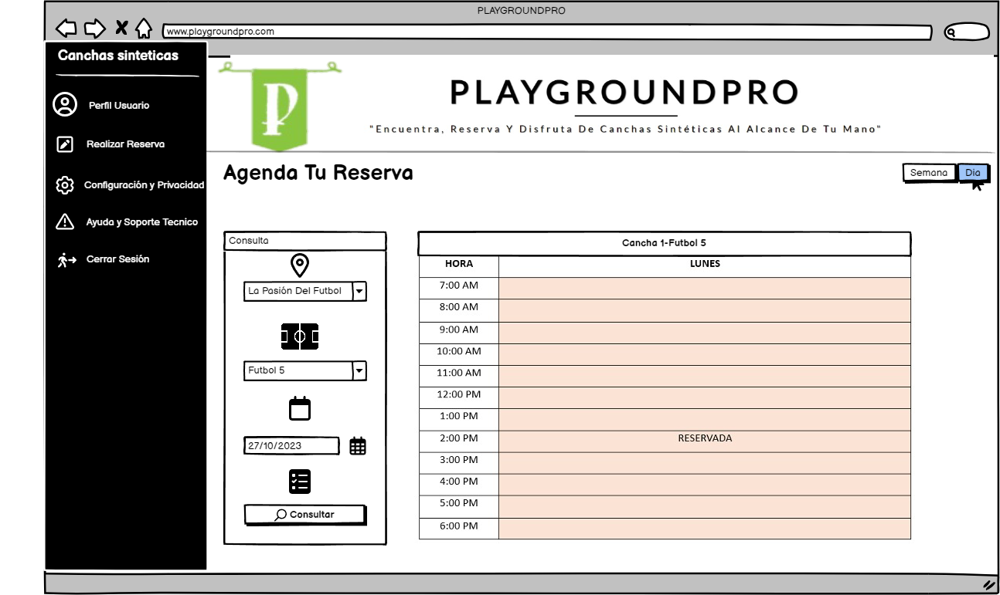 PLAYGROUNDPRO
www.playgroundpro.com
Canchas sinteticas
Perfil Usuario
Realizar Reserva
Configuración y Privacidad
Ayuda y Soporte Tecnico
Cerrar Sesión
P
PLAYGROUNDPRO
"Encuentra, Reserva Y Disfruta De Canchas Sintéticas Al Alcance De Tu Mano"
Agenda Tu Reserva
Semana Dia
Consulta
La Pasión Del Futbol
Futbol 5
27/10/2023
Consultar
Cancha 1-Futbol 5
HORA LUNES
7:00 AM
8:00 AM
9:00 AM
10:00 AM
11:00 AM
12:00 PM
1:00 PM
2:00 PM RESERVADA
3:00 PM
4:00 PM
5:00 PM
6:00 PM